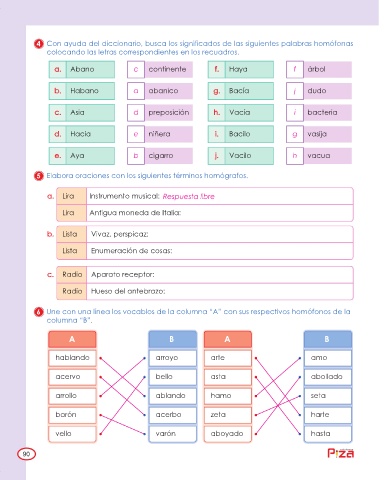 4 Con ayuda del diccionario, busca los significados de las siguientes palabras homófonas
colocando las letras correspondientes en los recuadros.
a. Abano c continente f. Haya f árbol
b. Habano a abanico g. Bacía j dudo
c. Asia d preposición h. Vacía i bacteria
d. Hacia e niñera i. Bacilo g vasija
e. Aya b cigarro j. Vacilo h vacua
5 Elabora oraciones con los siguientes términos homógrafos.
a. Lira Instrumento musical: Respuesta libre
Lira Antigua moneda de Italia:
b. Lista Vivaz, perspicaz:
Lista Enumeración de cosas:
c. Radio Aparato receptor:
Radio Hueso del antebrazo:
6 Une con una línea los vocablos de la columna "A" con sus respectivos homófonos de la
columna "B".
A B A B
hablando arroyo arte amo
acervo bello asta abollado
arrollo ablando hamo seta
barón acerbo zeta harte
vello varón aboyado hasta
90
Piza